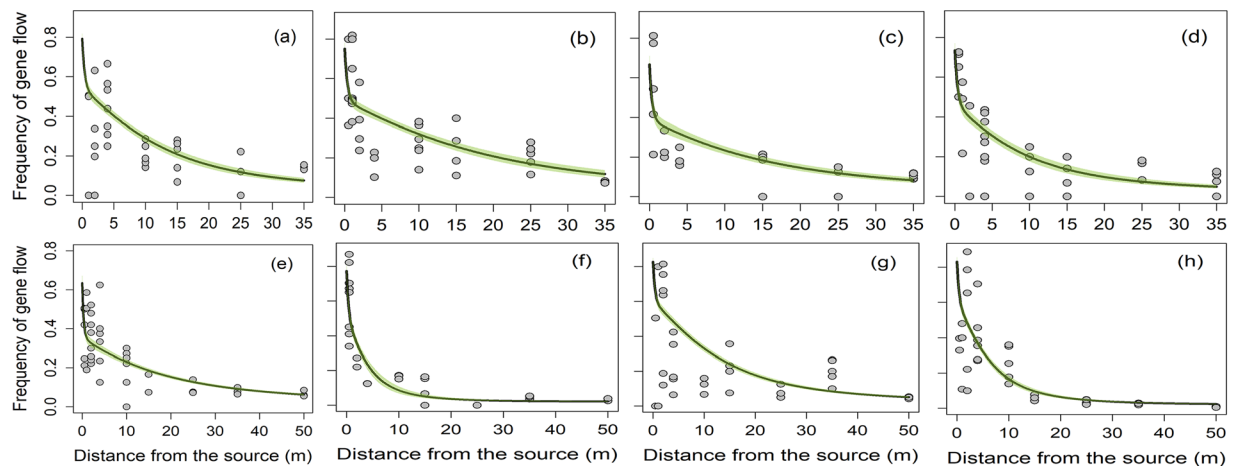 (a) (b) (c) (d)
Frequency of gene flow
0.8
0.6
0.4
0.2
0.0
0 5 10 15 20 25 30 35 0 5 10 15 20 25 30 35 0 5 10 15 20 25 30 35 0 5 10 15 20 25 30 35
(e) (f) (g) (h)
Frequency of gene flow
0.8
0.6
0.4
0.2
0.0
0 10 20 30 40 50 0 10 20 30 40 50 0 10 20 30 40 50 0 10 20 30 40 50
Distance from the source (m) Distance from the source (m) Distance from the source (m) Distance from the source (m)